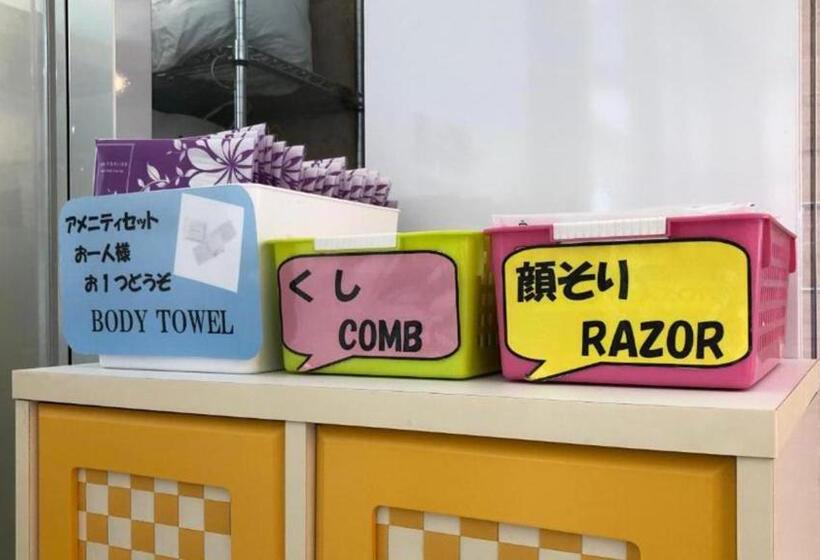 アメニティセット
お一人様
お1つどうぞ
BODY TOWEL
くし
COMB
顔そり
RAZOR